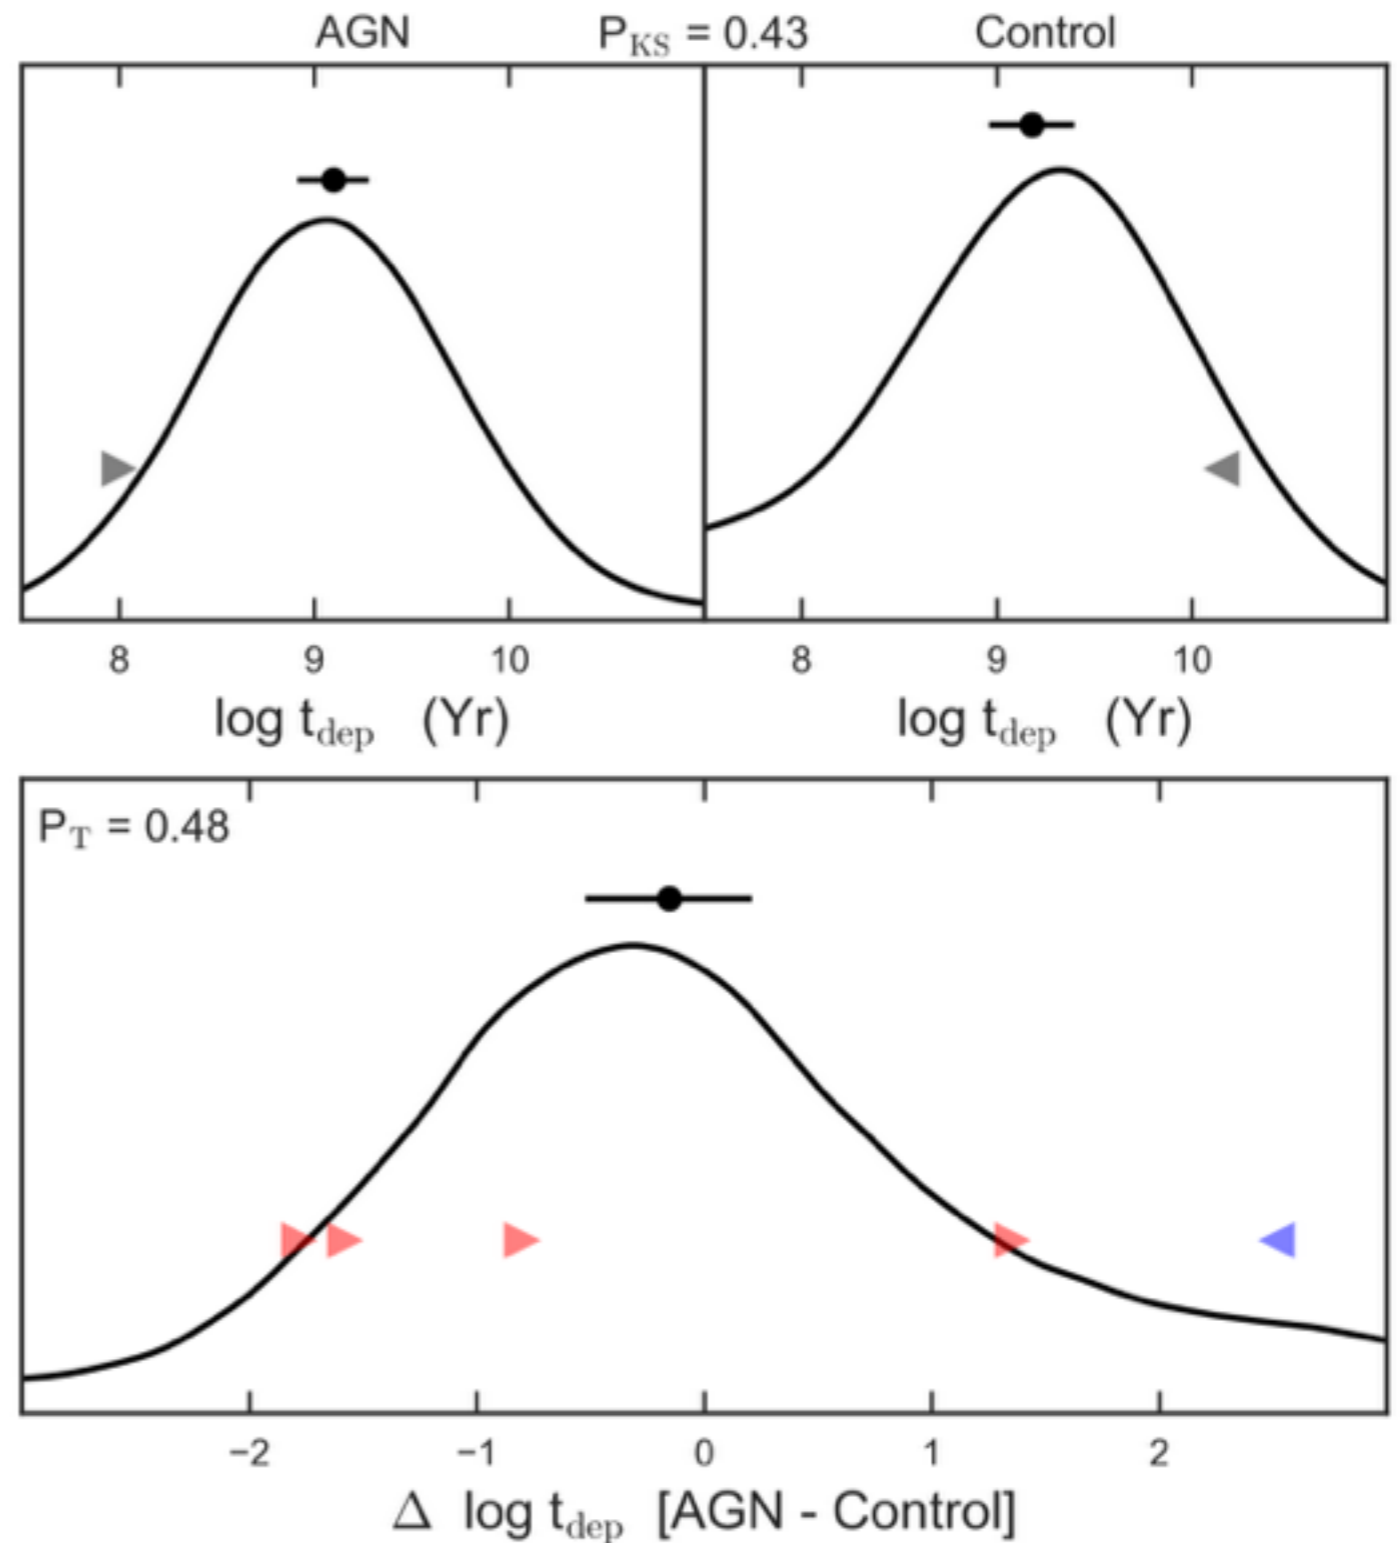 AGN P_KS = 0.43 Control
8 9 10 8 9 10
log t_dep (Yr) log t_dep (Yr)
P_T = 0.48
−2 −1 0 1 2
Δ log t_dep [AGN - Control]